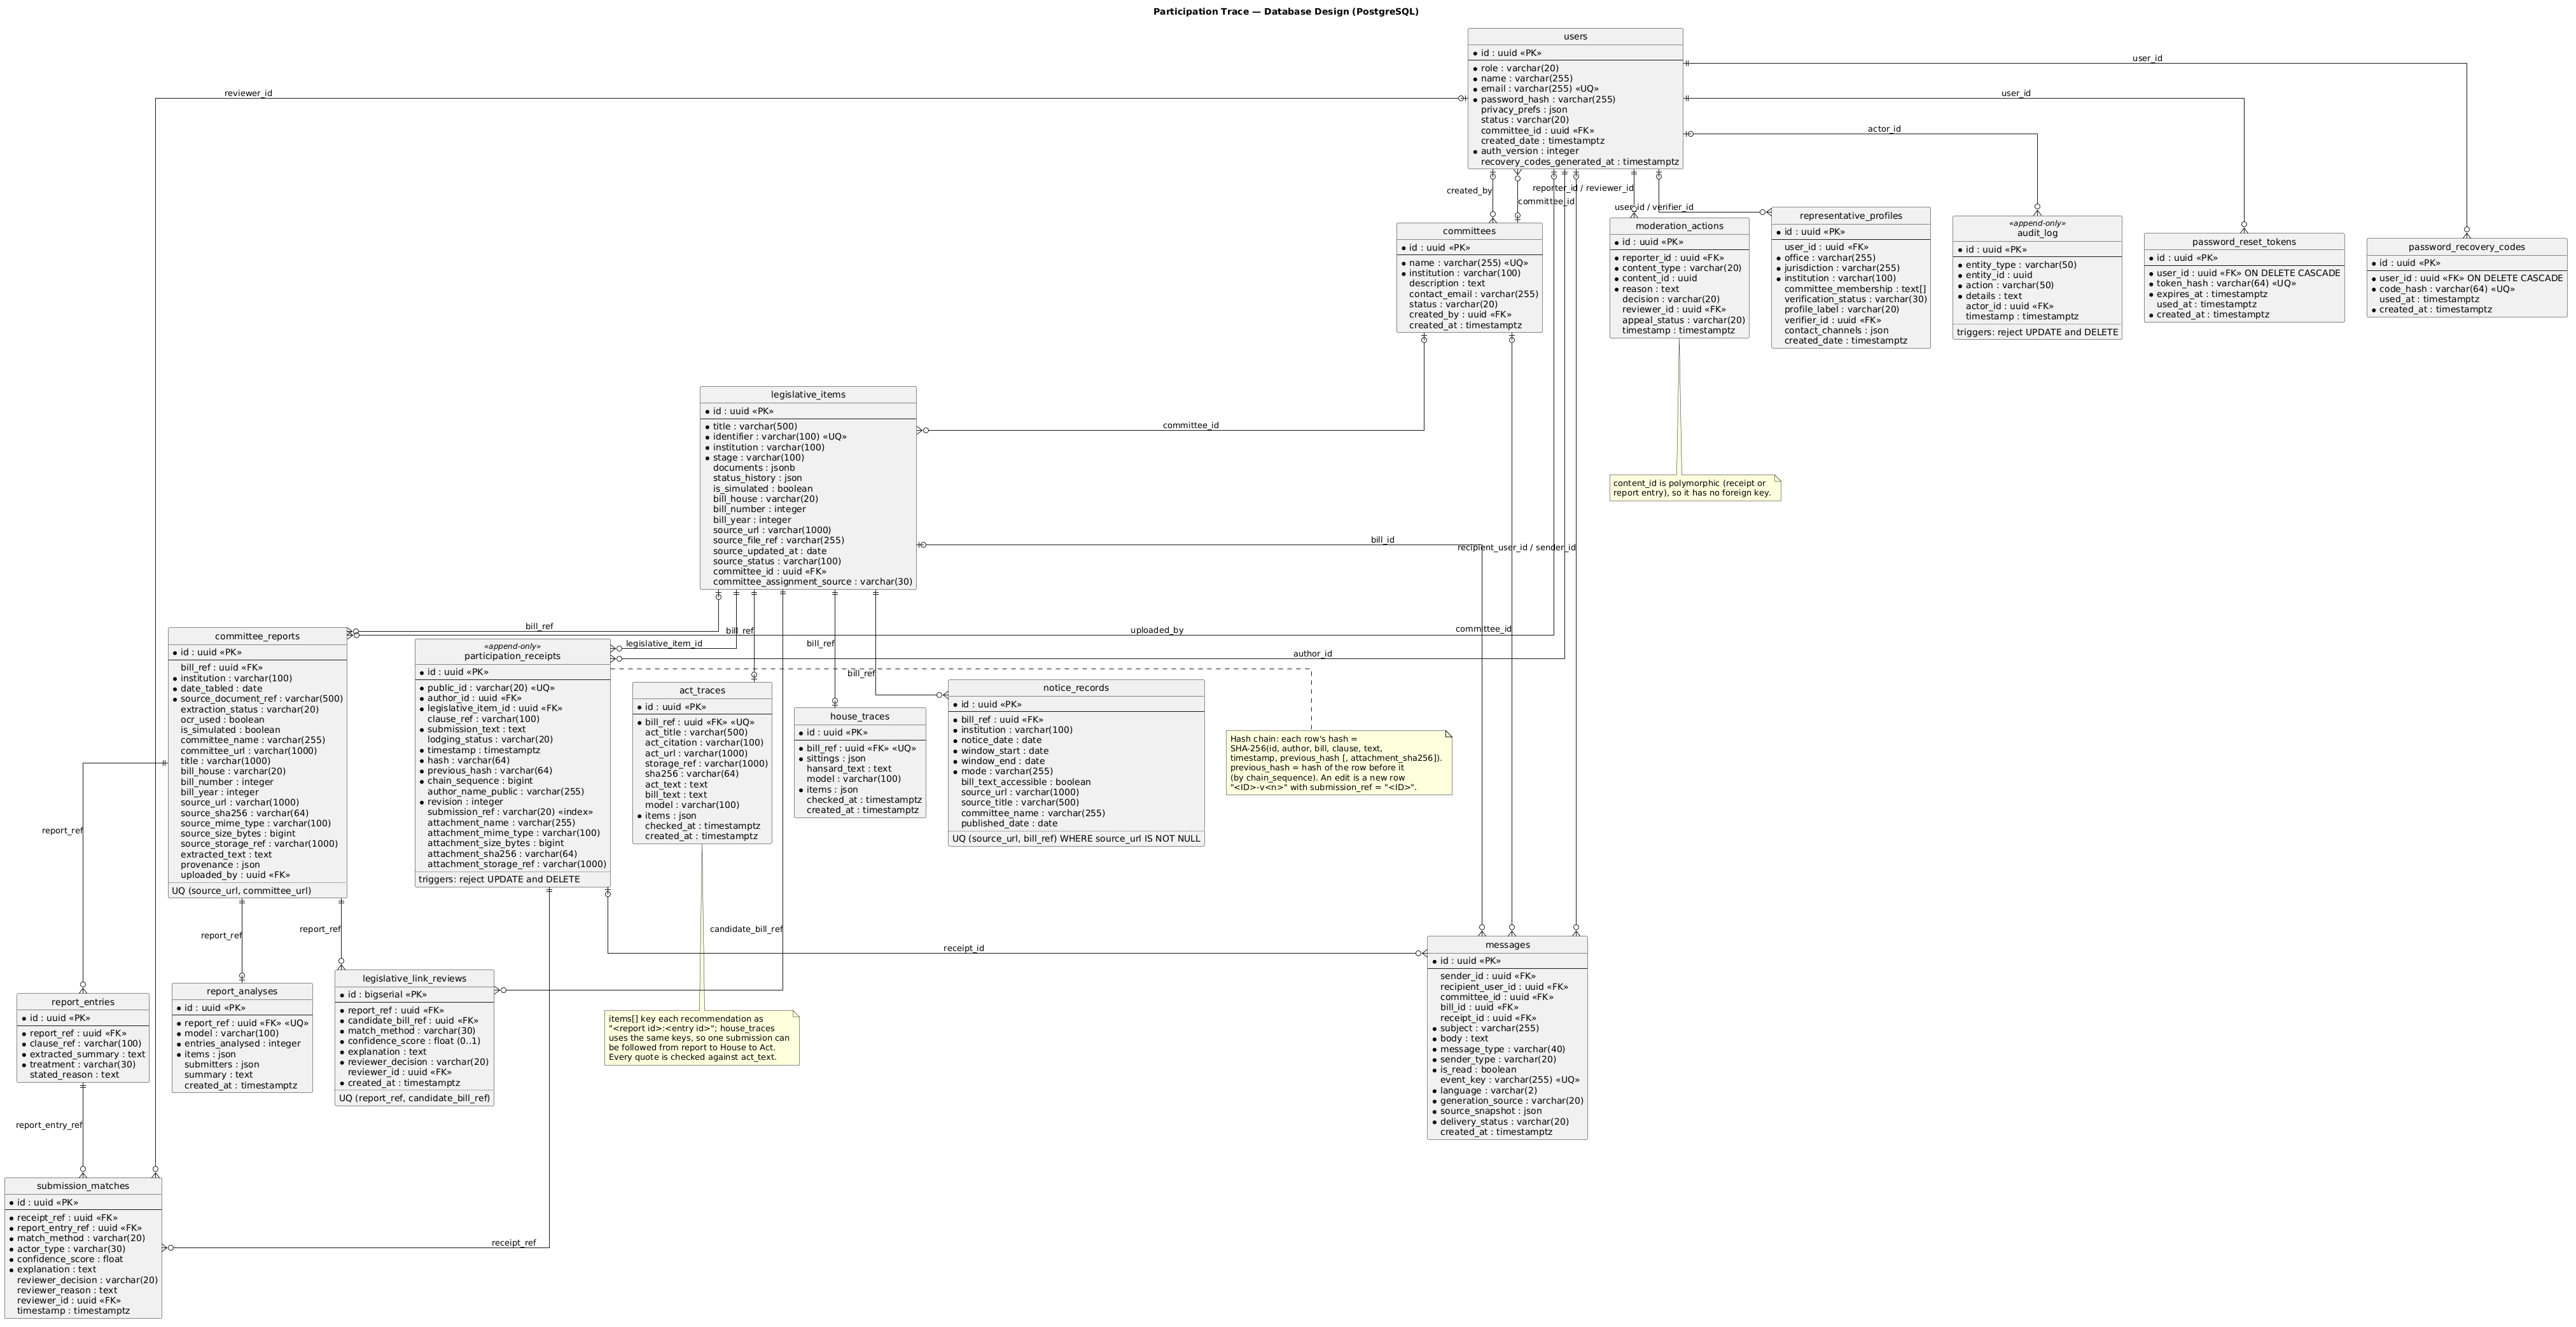 Participation Trace — Database Design (PostgreSQL)
users
id : uuid «PK»
role : varchar(20)
name : varchar(255)
email : varchar(255) «UQ»
password_hash : varchar(255)
privacy_prefs : json
status : varchar(20)
committee_id : uuid «FK»
created_date : timestamptz
auth_version : integer
recovery_codes_generated_at : timestamptz
user_id
user_id
actor_id
reviewer_id
created_by
committee_id
reporter_id / reviewer_id
user_id / verifier_id
committees
id : uuid «PK»
name : varchar(255) «UQ»
institution : varchar(100)
description : text
contact_email : varchar(255)
status : varchar(20)
created_by : uuid «FK»
created_at : timestamptz
moderation_actions
id : uuid «PK»
reporter_id : uuid «FK»
content_type : varchar(20)
content_id : uuid
reason : text
decision : varchar(20)
reviewer_id : uuid «FK»
appeal_status : varchar(20)
timestamp : timestamptz
representative_profiles
id : uuid «PK»
user_id : uuid «FK»
office : varchar(255)
jurisdiction : varchar(255)
institution : varchar(100)
committee_membership : text[]
verification_status : varchar(30)
profile_label : varchar(20)
verifier_id : uuid «FK»
contact_channels : json
created_date : timestamptz
«append-only»
audit_log
id : uuid «PK»
entity_type : varchar(50)
entity_id : uuid
action : varchar(50)
details : text
actor_id : uuid «FK»
timestamp : timestamptz
triggers: reject UPDATE and DELETE
password_reset_tokens
id : uuid «PK»
user_id : uuid «FK» ON DELETE CASCADE
token_hash : varchar(64) «UQ»
expires_at : timestamptz
used_at : timestamptz
created_at : timestamptz
password_recovery_codes
id : uuid «PK»
user_id : uuid «FK» ON DELETE CASCADE
code_hash : varchar(64) «UQ»
used_at : timestamptz
created_at : timestamptz
content_id is polymorphic (receipt or
report entry), so it has no foreign key.
legislative_items
id : uuid «PK»
title : varchar(500)
identifier : varchar(100) «UQ»
institution : varchar(100)
stage : varchar(100)
documents : jsonb
status_history : json
is_simulated : boolean
bill_house : varchar(20)
bill_number : integer
bill_year : integer
source_url : varchar(1000)
source_file_ref : varchar(255)
source_updated_at : date
source_status : varchar(100)
committee_id : uuid «FK»
committee_assignment_source : varchar(30)
committee_id
bill_id
recipient_user_id / sender_id
committee_id
uploaded_by
author_id
bill_ref
legislative_item_id
bill_ref
bill_ref
bill_ref
committee_reports
id : uuid «PK»
bill_ref : uuid «FK»
institution : varchar(100)
date_tabled : date
source_document_ref : varchar(500)
extraction_status : varchar(20)
ocr_used : boolean
is_simulated : boolean
committee_name : varchar(255)
committee_url : varchar(1000)
title : varchar(1000)
bill_house : varchar(20)
bill_number : integer
bill_year : integer
source_url : varchar(1000)
source_sha256 : varchar(64)
source_mime_type : varchar(100)
source_size_bytes : bigint
source_storage_ref : varchar(1000)
extracted_text : text
provenance : json
uploaded_by : uuid «FK»
UQ (source_url, committee_url)
«append-only»
participation_receipts
id : uuid «PK»
public_id : varchar(20) «UQ»
author_id : uuid «FK»
legislative_item_id : uuid «FK»
clause_ref : varchar(100)
submission_text : text
lodging_status : varchar(20)
timestamp : timestamptz
hash : varchar(64)
previous_hash : varchar(64)
chain_sequence : bigint
author_name_public : varchar(255)
revision : integer
submission_ref : varchar(20) «index»
attachment_name : varchar(255)
attachment_mime_type : varchar(100)
attachment_size_bytes : bigint
attachment_sha256 : varchar(64)
attachment_storage_ref : varchar(1000)
triggers: reject UPDATE and DELETE
act_traces
id : uuid «PK»
bill_ref : uuid «FK» «UQ»
act_title : varchar(500)
act_citation : varchar(100)
act_url : varchar(1000)
storage_ref : varchar(1000)
sha256 : varchar(64)
act_text : text
bill_text : text
model : varchar(100)
items : json
checked_at : timestamptz
created_at : timestamptz
house_traces
id : uuid «PK»
bill_ref : uuid «FK» «UQ»
sittings : json
hansard_text : text
model : varchar(100)
items : json
checked_at : timestamptz
created_at : timestamptz
notice_records
id : uuid «PK»
bill_ref : uuid «FK»
institution : varchar(100)
notice_date : date
window_start : date
window_end : date
mode : varchar(255)
bill_text_accessible : boolean
source_url : varchar(1000)
source_title : varchar(500)
committee_name : varchar(255)
published_date : date
UQ (source_url, bill_ref) WHERE source_url IS NOT NULL
Hash chain: each row's hash =
SHA-256(id, author, bill, clause, text,
timestamp, previous_hash [, attachment_sha256]).
previous_hash = hash of the row before it
(by chain_sequence). An edit is a new row
"<ID>-v<n>" with submission_ref = "<ID>".
report_ref
report_ref
report_ref
candidate_bill_ref
receipt_id
report_entries
id : uuid «PK»
report_ref : uuid «FK»
clause_ref : varchar(100)
extracted_summary : text
treatment : varchar(30)
stated_reason : text
report_analyses
id : uuid «PK»
report_ref : uuid «FK» «UQ»
model : varchar(100)
entries_analysed : integer
items : json
submitters : json
summary : text
created_at : timestamptz
legislative_link_reviews
id : bigserial «PK»
report_ref : uuid «FK»
candidate_bill_ref : uuid «FK»
match_method : varchar(30)
confidence_score : float (0..1)
explanation : text
reviewer_decision : varchar(20)
reviewer_id : uuid «FK»
created_at : timestamptz
UQ (report_ref, candidate_bill_ref)
items[] key each recommendation as
"<report id>:<entry id>"; house_traces
uses the same keys, so one submission can
be followed from report to House to Act.
Every quote is checked against act_text.
messages
id : uuid «PK»
sender_id : uuid «FK»
recipient_user_id : uuid «FK»
committee_id : uuid «FK»
bill_id : uuid «FK»
receipt_id : uuid «FK»
subject : varchar(255)
body : text
message_type : varchar(40)
sender_type : varchar(20)
is_read : boolean
event_key : varchar(255) «UQ»
language : varchar(2)
generation_source : varchar(20)
source_snapshot : json
delivery_status : varchar(20)
created_at : timestamptz
report_entry_ref
receipt_ref
submission_matches
id : uuid «PK»
receipt_ref : uuid «FK»
report_entry_ref : uuid «FK»
match_method : varchar(20)
actor_type : varchar(30)
confidence_score : float
explanation : text
reviewer_decision : varchar(20)
reviewer_reason : text
reviewer_id : uuid «FK»
timestamp : timestamptz